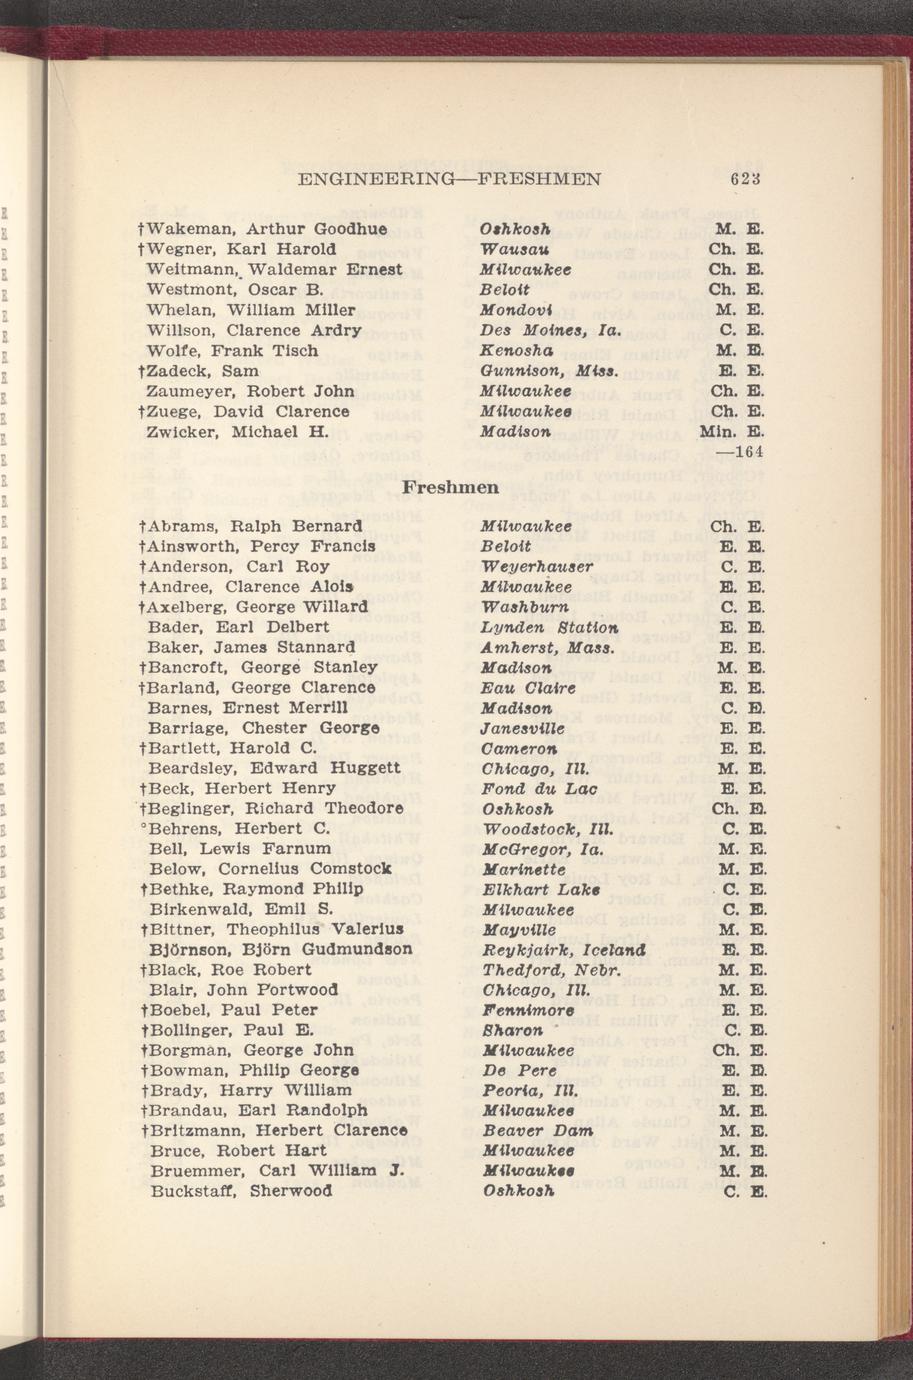 ENGINEERING—FRESHMEN 623
†Wakeman, Arthur Goodhue Oshkosh M. E.
†Wegner, Karl Harold Wausau Ch. E.
Weitmann, Waldemar Ernest Milwaukee Ch. E.
Westmont, Oscar B. Beloit Ch. E.
Whelan, William Miller Mondovi M. E.
Willson, Clarence Ardry Des Moines, Ia. C. E.
Wolfe, Frank Tisch Kenosha M. E.
†Zadeck, Sam Gunnison, Miss. E. E.
Zaumeyer, Robert John Milwaukee Ch. E.
†Zuege, David Clarence Milwaukee Ch. E.
Zwicker, Michael H. Madison Min. E.
—164
Freshmen
†Abrams, Ralph Bernard Milwaukee Ch. E.
†Ainsworth, Percy Francis Beloit E. E.
†Anderson, Carl Roy Weyerhauser C. E.
†Andree, Clarence Alois Milwaukee E. E.
†Axelberg, George Willard Washburn C. E.
Bader, Earl Delbert Lynden Station E. E.
Baker, James Stannard Amherst, Mass. E. E.
†Bancroft, George Stanley Madison M. E.
†Barland, George Clarence Eau Claire E. E.
Barnes, Ernest Merrill Madison C. E.
Barriage, Chester George Janesville E. E.
†Bartlett, Harold C. Cameron E. E.
Beardsley, Edward Huggett Chicago, Ill. M. E.
†Beck, Herbert Henry Fond du Lac E. E.
†Beglinger, Richard Theodore Oshkosh Ch. E.
°Behrens, Herbert C. Woodstock, Ill. C. E.
Bell, Lewis Farnum McGregor, Ia. M. E.
Below, Cornelius Comstock Marinette M. E.
†Bethke, Raymond Philip Elkhart Lake C. E.
Birkenwald, Emil S. Milwaukee C. E.
†Bittner, Theophilus Valerius Mayville M. E.
Björnson, Björn Gudmundson Reykjairk, Iceland E. E.
†Black, Roe Robert Thedford, Nebr. M. E.
Blair, John Portwood Chicago, Ill. M. E.
†Boebel, Paul Peter Fennimore E. E.
†Bollinger, Paul E. Sharon C. E.
†Borgman, George John Milwaukee Ch. E.
†Bowman, Philip George De Pere E. E.
†Brady, Harry William Peoria, Ill. E. E.
†Brandau, Earl Randolph Milwaukee M. E.
†Britzmann, Herbert Clarence Beaver Dam M. E.
Bruce, Robert Hart Milwaukee M. E.
Bruemmer, Carl William J. Milwaukee M. E.
Buckstaff, Sherwood Oshkosh C. E.